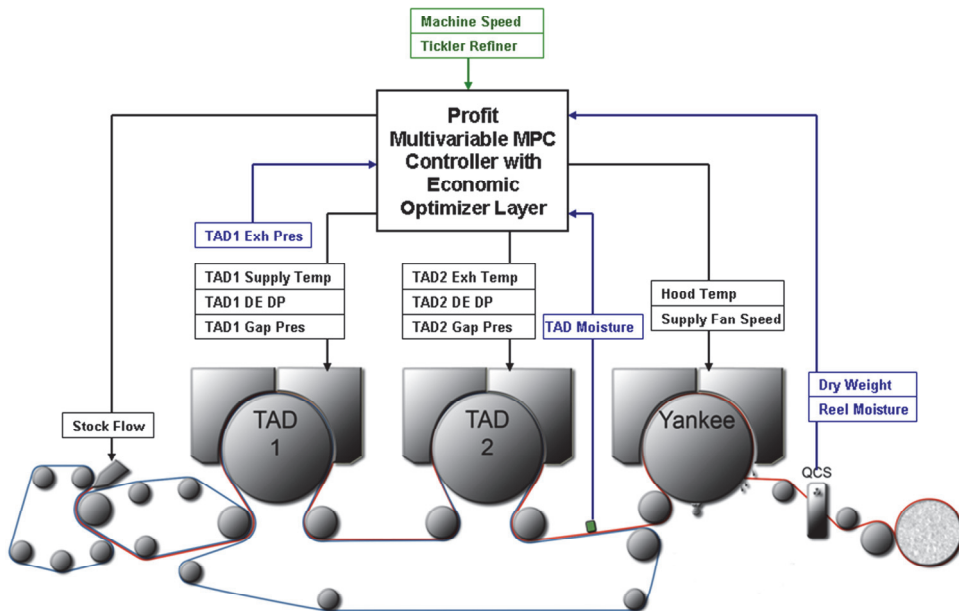 Machine Speed
Tickler Refiner
Profit
Multivariable MPC
Controller with
Economic
Optimizer Layer
TAD1 Exh Pres
TAD1 Supply Temp
TAD1 DE DP
TAD1 Gap Pres
TAD2 Exh Temp
TAD2 DE DP
TAD2 Gap Pres
TAD Moisture
Hood Temp
Supply Fan Speed
Dry Weight
Reel Moisture
Stock Flow
TAD
1
TAD
2
Yankee
QCS